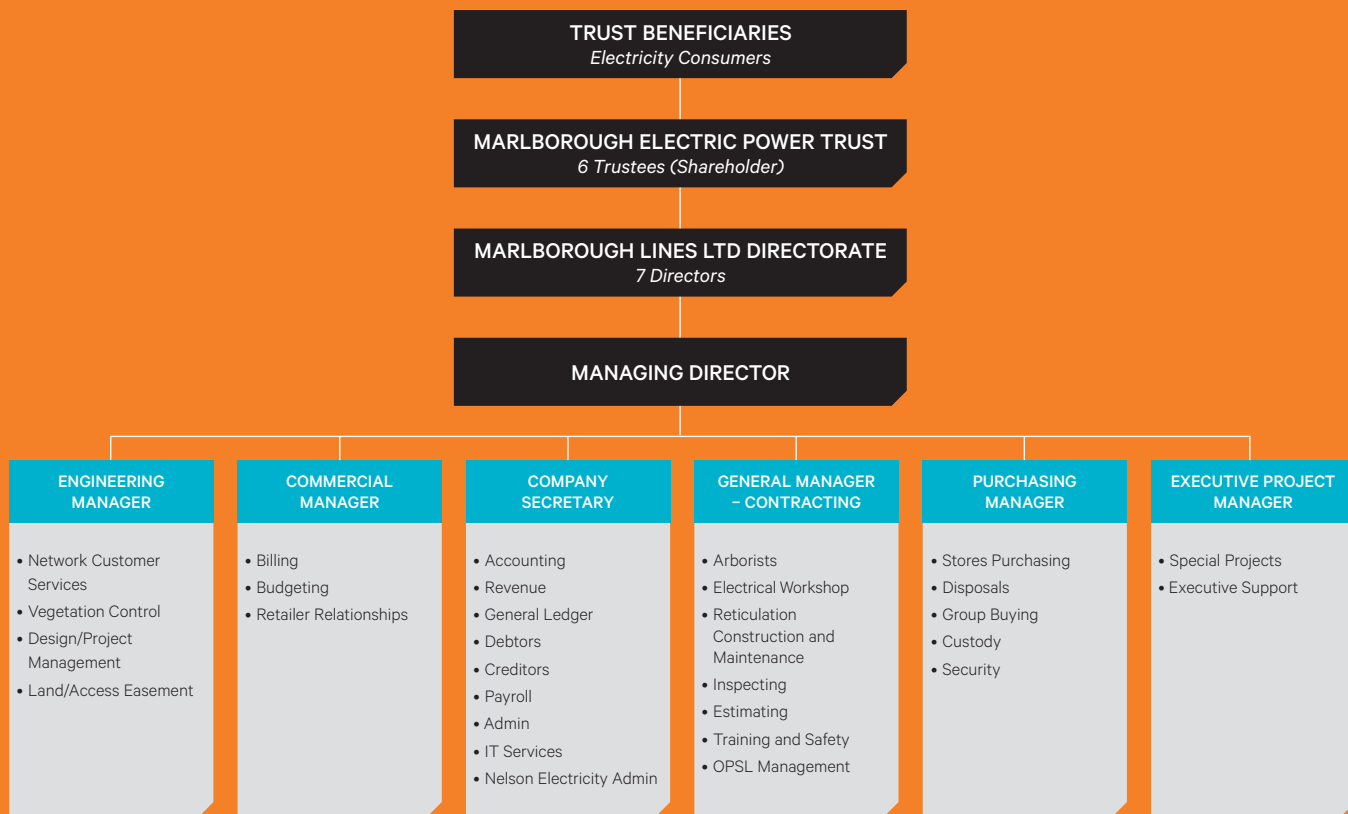 TRUST BENEFICIARIES
Electricity Consumers
MARLBOROUGH ELECTRIC POWER TRUST
6 Trustees (Shareholder)
MARLBOROUGH LINES LTD DIRECTORATE
7 Directors
MANAGING DIRECTOR
ENGINEERING
MANAGER
• Network Customer
Services
• Vegetation Control
• Design/Project
Management
• Land/Access Easement
COMMERCIAL
MANAGER
• Billing
• Budgeting
• Retailer Relationships
COMPANY
SECRETARY
• Accounting
• Revenue
• General Ledger
• Debtors
• Creditors
• Payroll
• Admin
• IT Services
• Nelson Electricity Admin
GENERAL MANAGER
– CONTRACTING
• Arborists
• Electrical Workshop
• Reticulation
Construction and
Maintenance
• Inspecting
• Estimating
• Training and Safety
• OPSL Management
PURCHASING
MANAGER
• Stores Purchasing
• Disposals
• Group Buying
• Custody
• Security
EXECUTIVE PROJECT
MANAGER
• Special Projects
• Executive Support